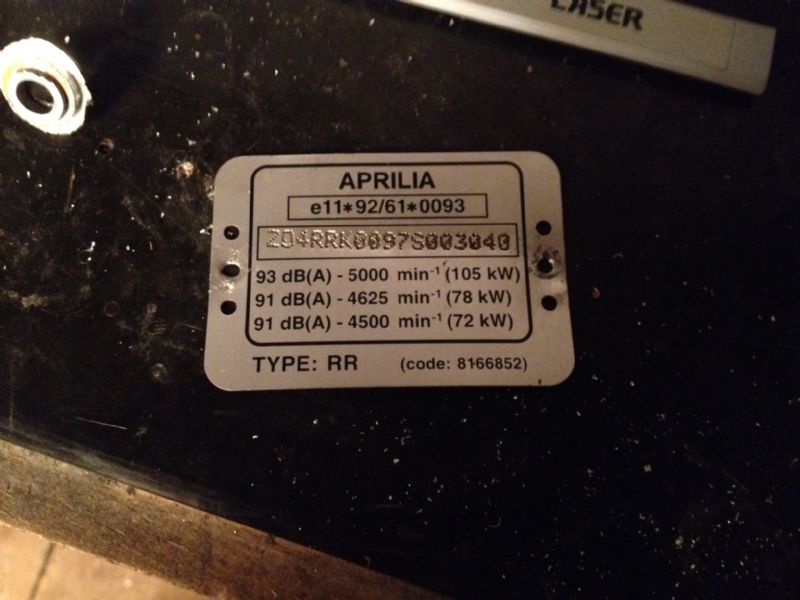 LASER
APRILIA
e11*92/61*0093
ZD4RRK0097S003040
93 dB(A) - 5000 min⁻¹ (105 kW)
91 dB(A) - 4625 min⁻¹ (78 kW)
91 dB(A) - 4500 min⁻¹ (72 kW)
TYPE: RR (code: 8166852)